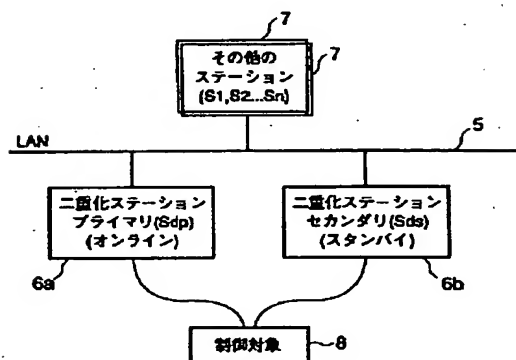 7
その他の
ステーション
(S1,S2...Sn)
7
LAN
5
二重化ステーション
プライマリ(Sdp)
(オンライン)
二重化ステーション
セカンダリ(Sds)
(スタンバイ)
6a
6b
制御対象
8